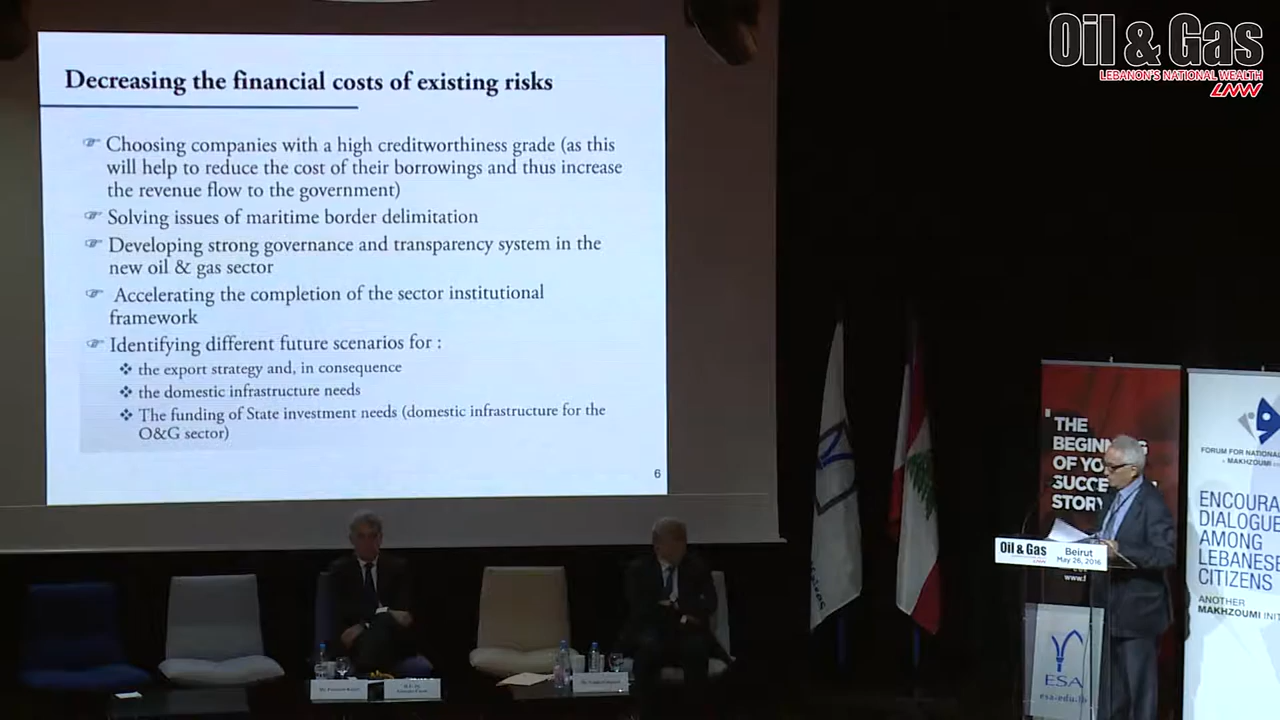 Oil & Gas
LEBANON'S NATIONAL WEALTH
LNW
Decreasing the financial costs of existing risks
Choosing companies with a high creditworthiness grade (as this
will help to reduce the cost of their borrowings and thus increase
the revenue flow to the government)
Solving issues of maritime border delimitation
Developing strong governance and transparency system in the
new oil & gas sector
Accelerating the completion of the sector institutional
framework
Identifying different future scenarios for :
the export strategy and, in consequence
the domestic infrastructure needs
The funding of State investment needs (domestic infrastructure for the
O&G sector)
6
THE
BEGINN
OF YO
SUCCE
STORY
www.f
Oil & Gas
Beirut
May 26, 2016
ESA
esa-edu.lb
FORUM FOR NATIONAL
MAKHZOUMI
ENCOURA
DIALOGUE
AMONG
LEBANESE
CITIZENS
ANOTHER
MAKHZOUMI INIT